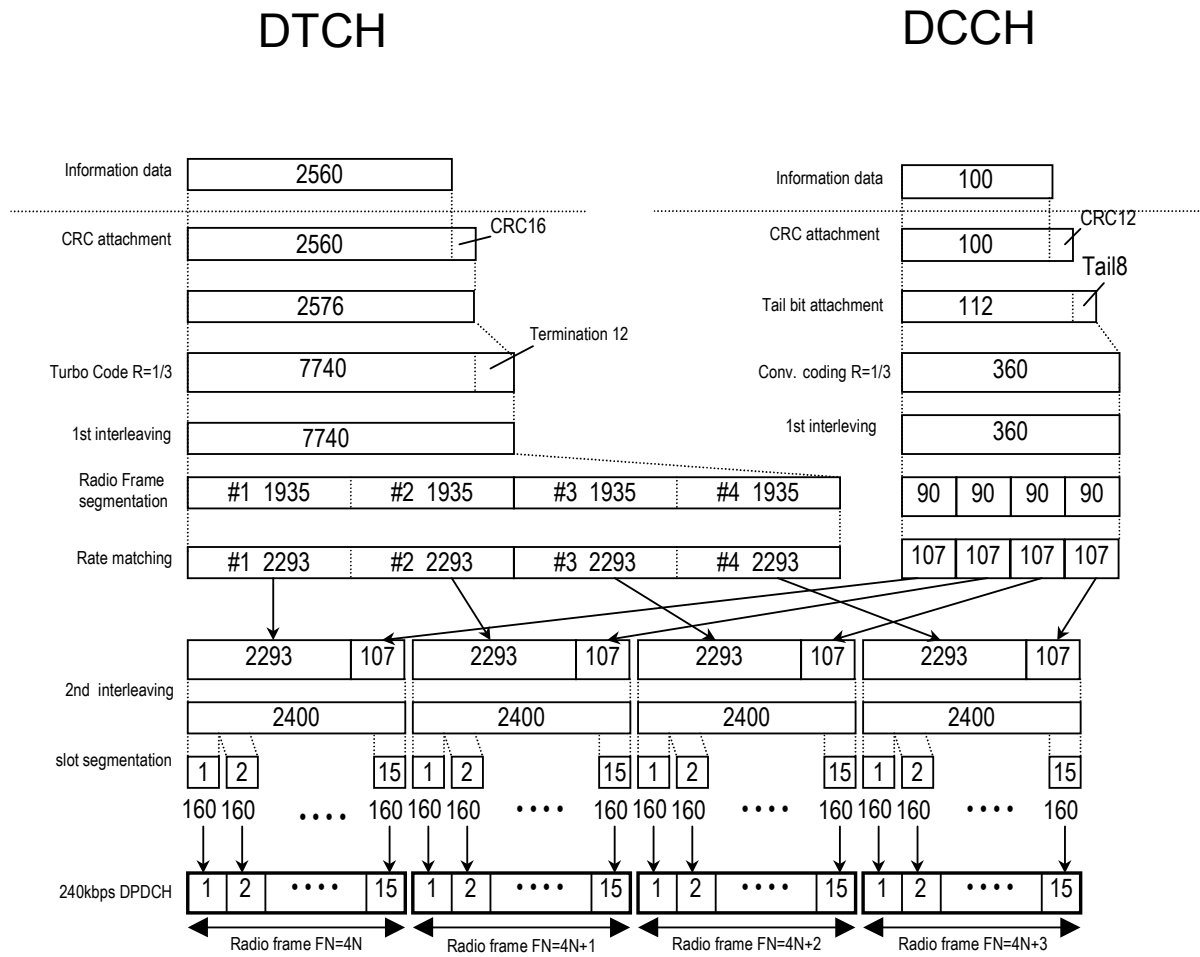 DTCH DCCH
Information data 2560 Information data 100
CRC attachment 2560 CRC16 CRC attachment 100 CRC12
2576 Tail bit attachment 112 Tail8
Turbo Code R=1/3 7740 Termination 12 Conv. coding R=1/3 360
1st interleaving 7740 1st interleving 360
Radio Frame
segmentation
#1 1935 #2 1935 #3 1935 #4 1935 90 90 90 90
Rate matching #1 2293 #2 2293 #3 2293 #4 2293 107 107 107 107
2293 107 2293 107 2293 107 2293 107
2nd interleaving
2400 2400 2400 2400
slot segmentation 1 2 15 1 2 15 1 2 15 1 2 15
160 160 •••• 160 160 160 •••• 160 160 160 •••• 160 160 160 •••• 160
240kbps DPDCH 1 2 •••• 15 1 2 •••• 15 1 2 •••• 15 1 2 •••• 15
Radio frame FN=4N Radio frame FN=4N+1 Radio frame FN=4N+2 Radio frame FN=4N+3